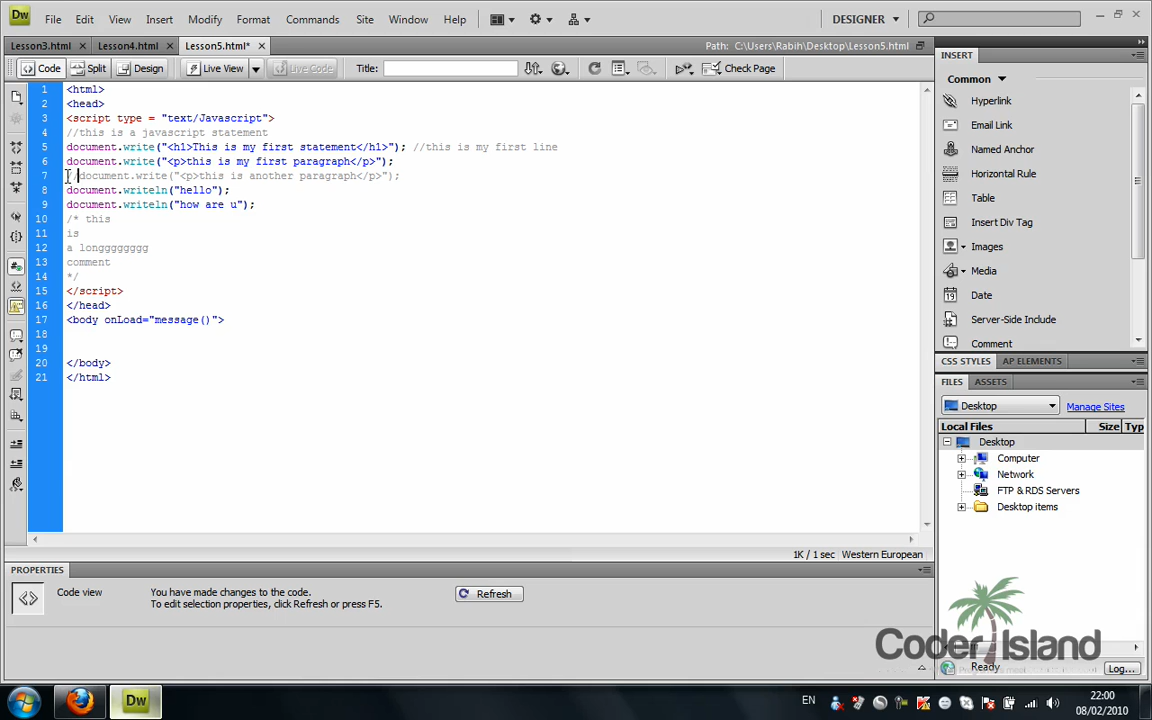 Dw File Edit View Insert Modify Format Commands Site Window Help DESIGNER
Lesson3.html Lesson4.html Lesson5.html* Path: C:\Users\Rabih\Desktop\Lesson5.html
Code Split Design Live View Live Code Title: Check Page
1 <html>
2 <head>
3 <script type = "text/Javascript">
4 //this is a javascript statement
5 document.write("<h1>This is my first statement</h1>"); //this is my first line
6 document.write("<p>this is my first paragraph</p>");
7 //document.write("<p>this is another paragraph</p>");
8 document.writeln("hello");
9 document.writeln("how are u");
10 /* this
11 is
12 a longgggggggg
13 comment
14 */
15 </script>
16 </head>
17 <body onLoad="message()">
18
19
20 </body>
21 </html>
1K / 1 sec Western European
PROPERTIES
Code view
You have made changes to the code.
To edit selection properties, click Refresh or press F5.
Refresh
INSERT
Common
Hyperlink
Email Link
Named Anchor
Horizontal Rule
Table
Insert Div Tag
Images
Media
Date
Server-Side Include
Comment
CSS STYLES AP ELEMENTS
FILES ASSETS
Desktop Manage Sites
Local Files Size Typ
Desktop
Computer
Network
FTP & RDS Servers
Desktop items
Coder Island
Ready Log...
Dw
EN
22:00
08/02/2010